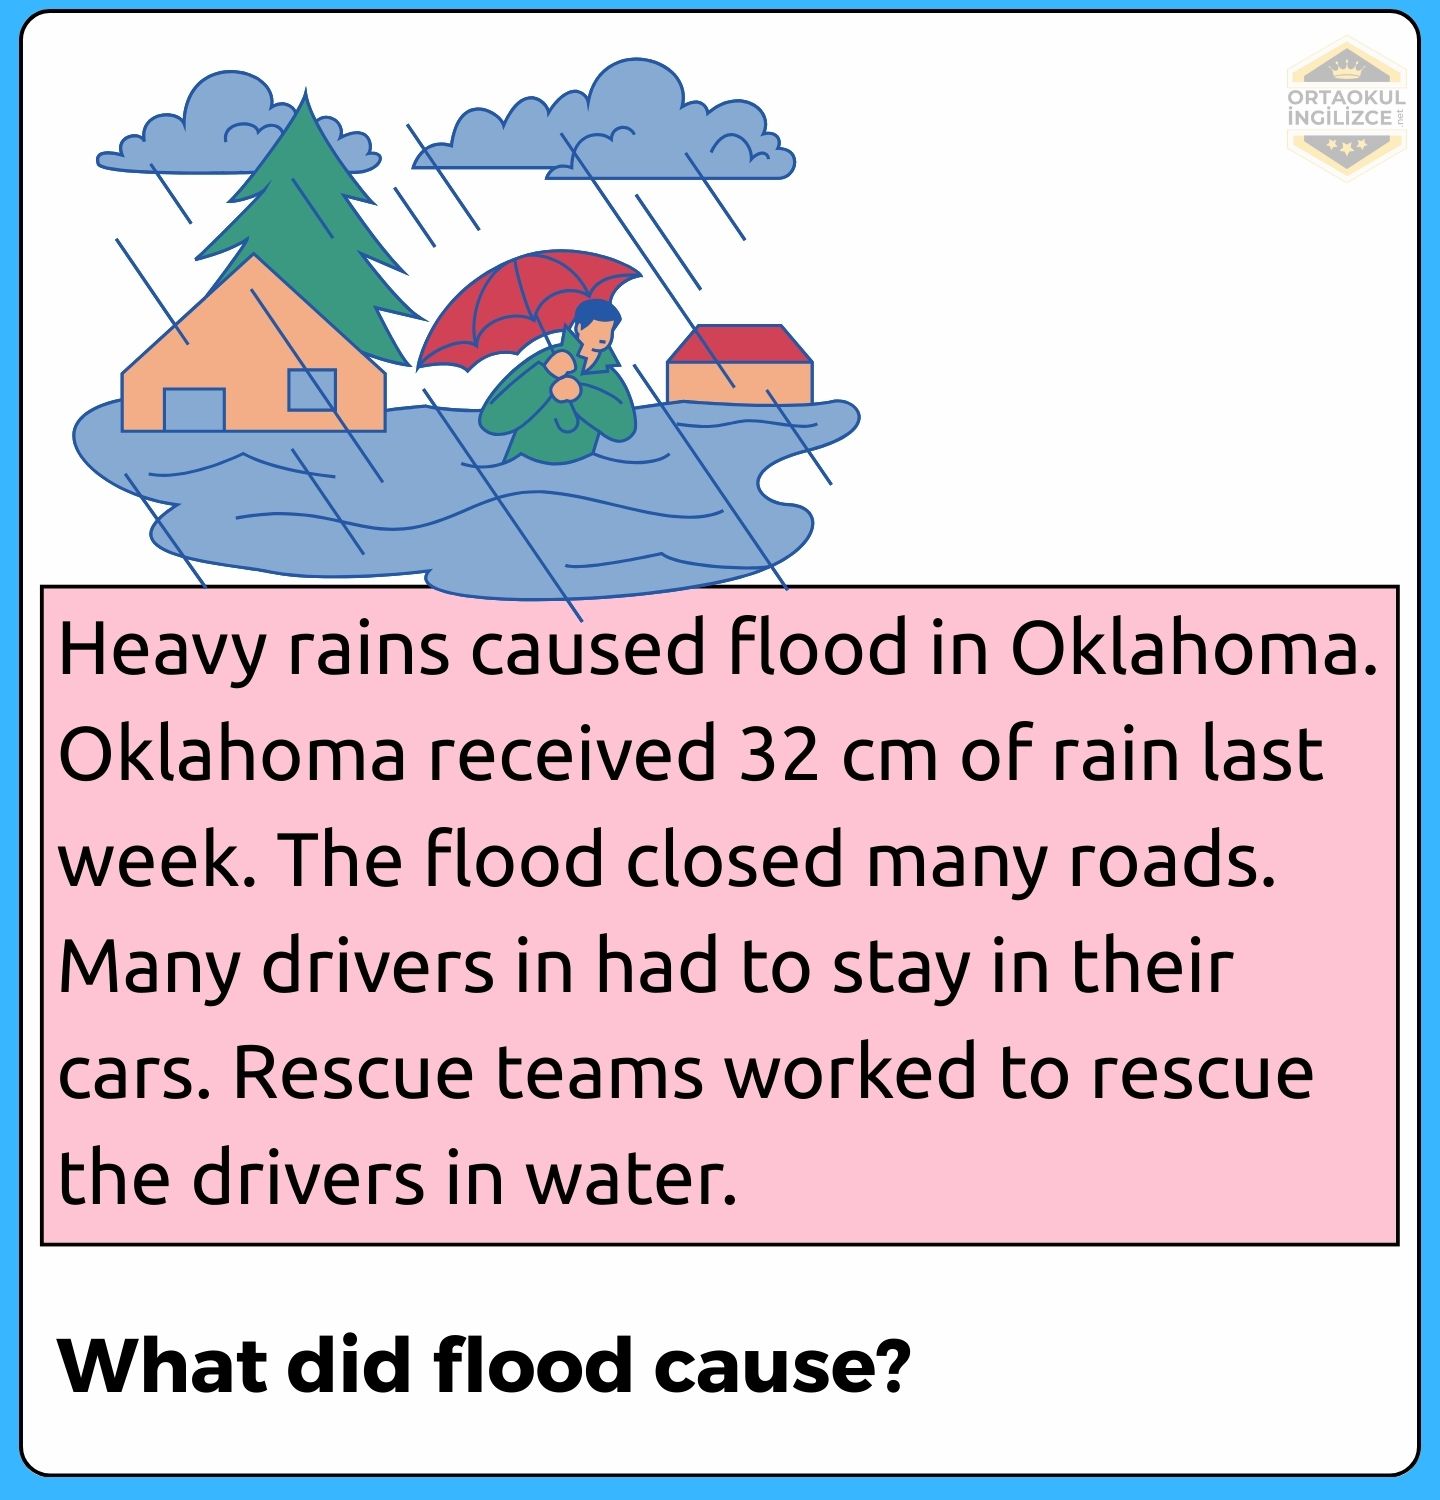 ORTAOKUL
İNGİLİZCE .net
Heavy rains caused flood in Oklahoma.
Oklahoma received 32 cm of rain last
week. The flood closed many roads.
Many drivers in had to stay in their
cars. Rescue teams worked to rescue
the drivers in water.
What did flood cause?